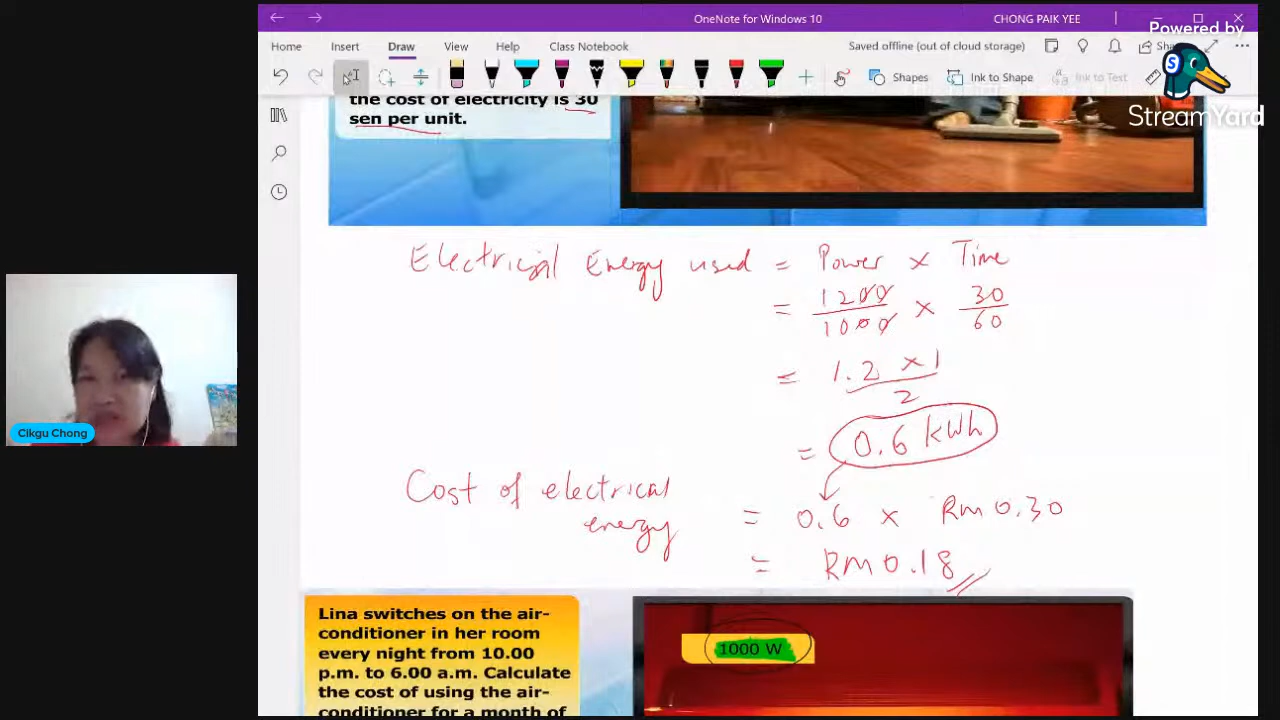 OneNote for Windows 10
CHONG PAIK YEE
Powered by
StreamYard
Home Insert Draw View Help Class Notebook
Saved offline (out of cloud storage)
Shapes Ink to Shape Ink to Text
the cost of electricity is 30
sen per unit.
Electrical Energy used = Power × Time
= 1200/1000 × 30/60
= 1.2 × 1/2
= 0.6 kWh
Cost of electrical
energy
= 0.6 × Rm 0.30
= RM 0.18
Cikgu Chong
Lina switches on the air-
conditioner in her room
every night from 10.00
p.m. to 6.00 a.m. Calculate
the cost of using the air-
conditioner for a month of
1000 W